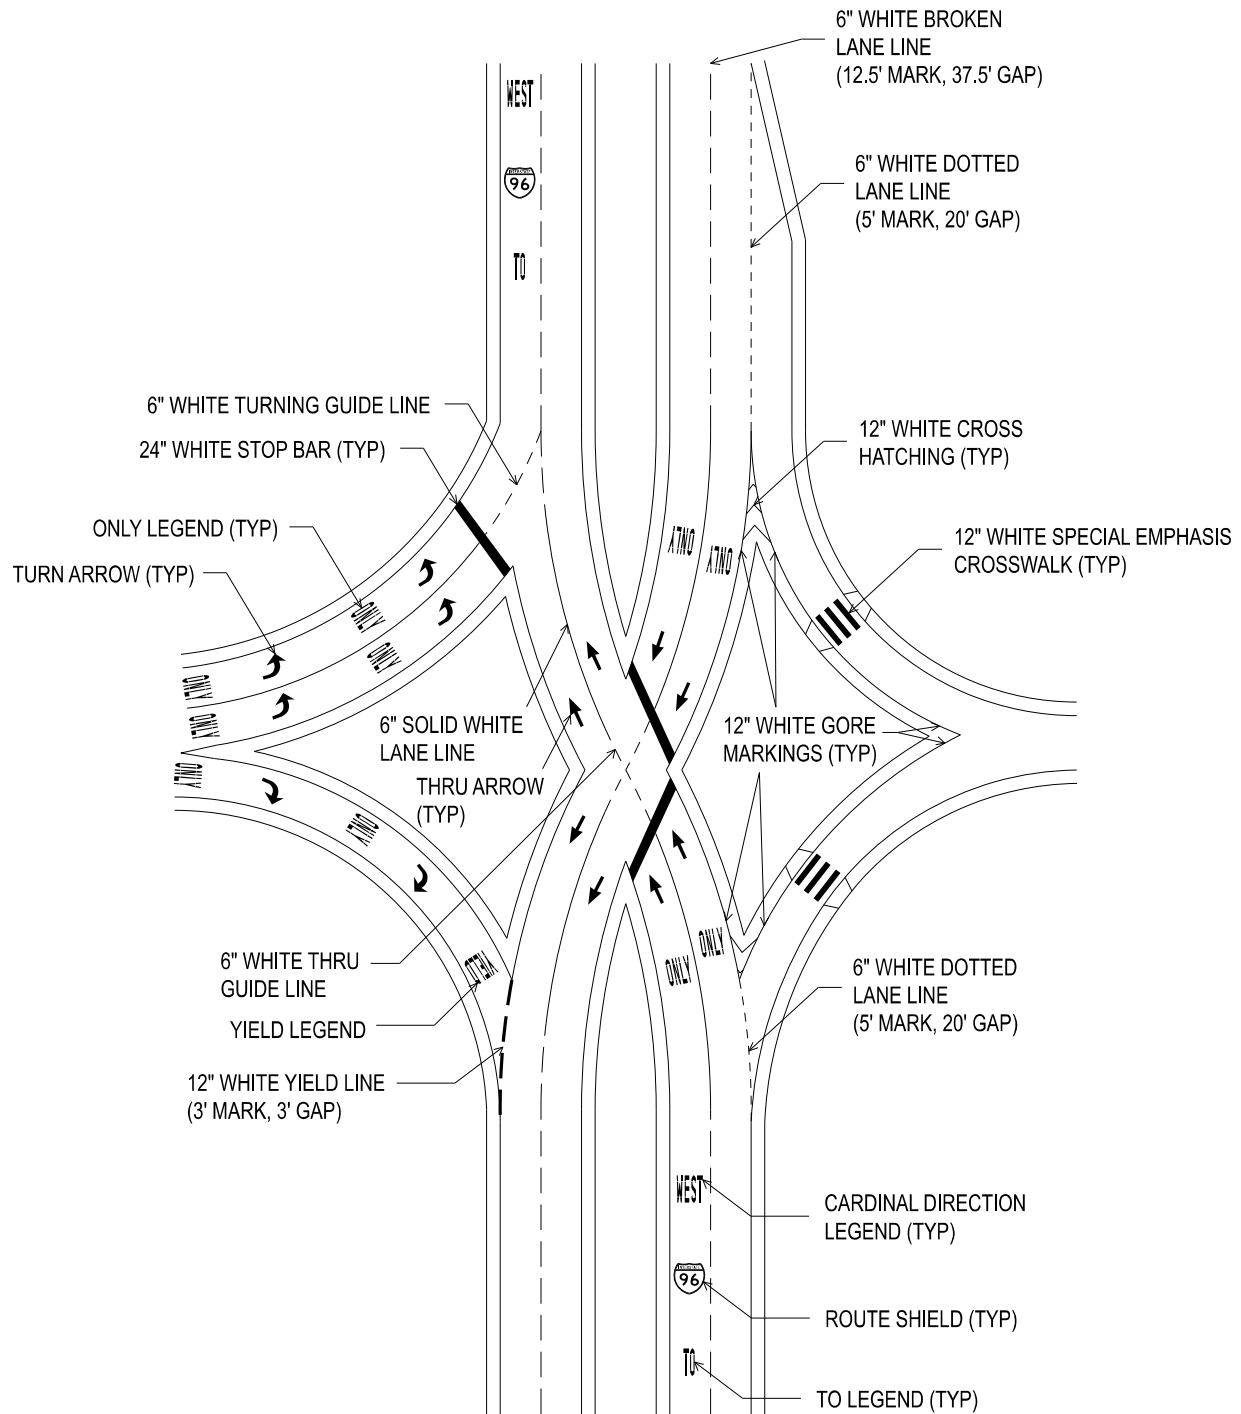 6" WHITE BROKEN
LANE LINE
(12.5' MARK, 37.5' GAP)
WEST
96
TO
6" WHITE DOTTED
LANE LINE
(5' MARK, 20' GAP)
6" WHITE TURNING GUIDE LINE
24" WHITE STOP BAR (TYP)
12" WHITE CROSS
HATCHING (TYP)
ONLY LEGEND (TYP)
TURN ARROW (TYP)
12" WHITE SPECIAL EMPHASIS
CROSSWALK (TYP)
ONLY
ONLY
ONLY
ONLY
ONLY
ONLY
6" SOLID WHITE
LANE LINE
THRU ARROW
(TYP)
12" WHITE GORE
MARKINGS (TYP)
ONLY
ONLY
YIELD
ONLY
ONLY
6" WHITE THRU
GUIDE LINE
YIELD LEGEND
12" WHITE YIELD LINE
(3' MARK, 3' GAP)
6" WHITE DOTTED
LANE LINE
(5' MARK, 20' GAP)
WEST
CARDINAL DIRECTION
LEGEND (TYP)
96
ROUTE SHIELD (TYP)
TO
TO LEGEND (TYP)